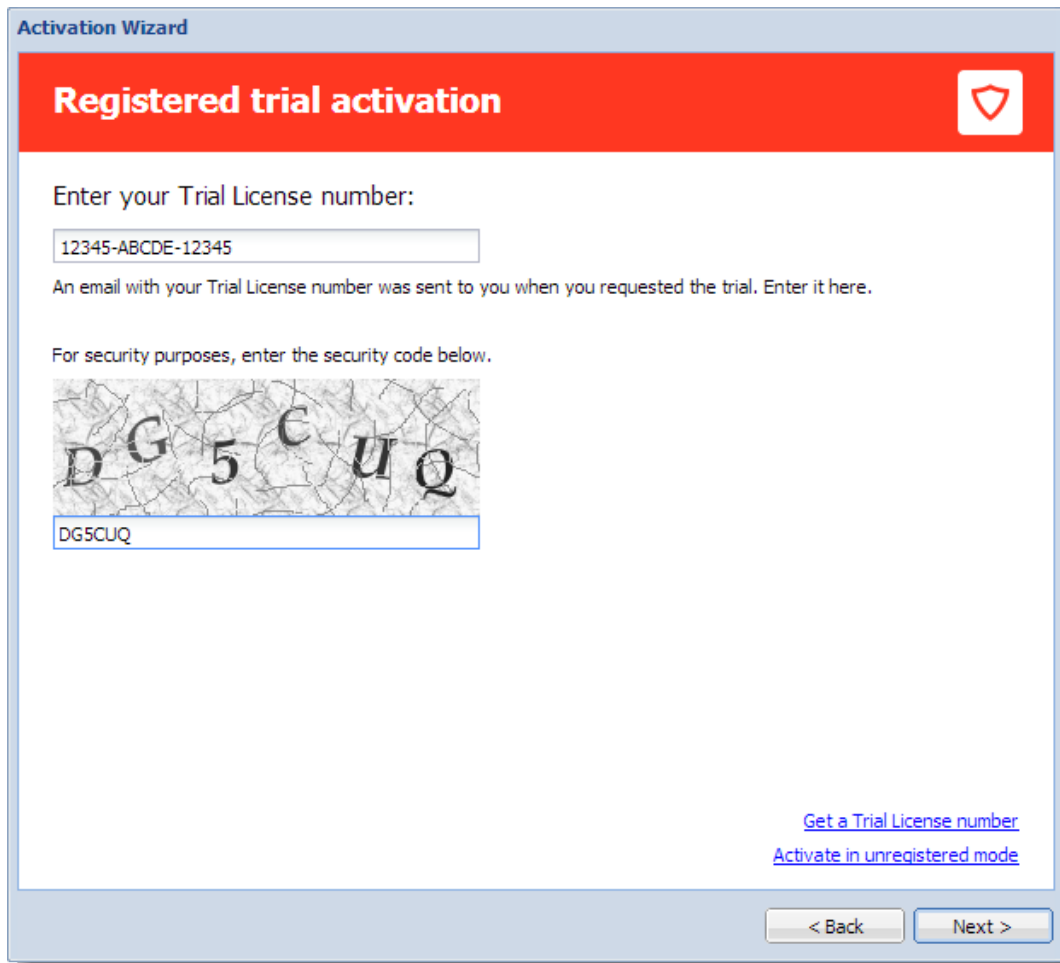 Activation Wizard
Registered trial activation
Enter your Trial License number:
12345-ABCDE-12345
An email with your Trial License number was sent to you when you requested the trial. Enter it here.
For security purposes, enter the security code below.
DG5CUQ
DG5CUQ
Get a Trial License number
Activate in unregistered mode
< Back Next >